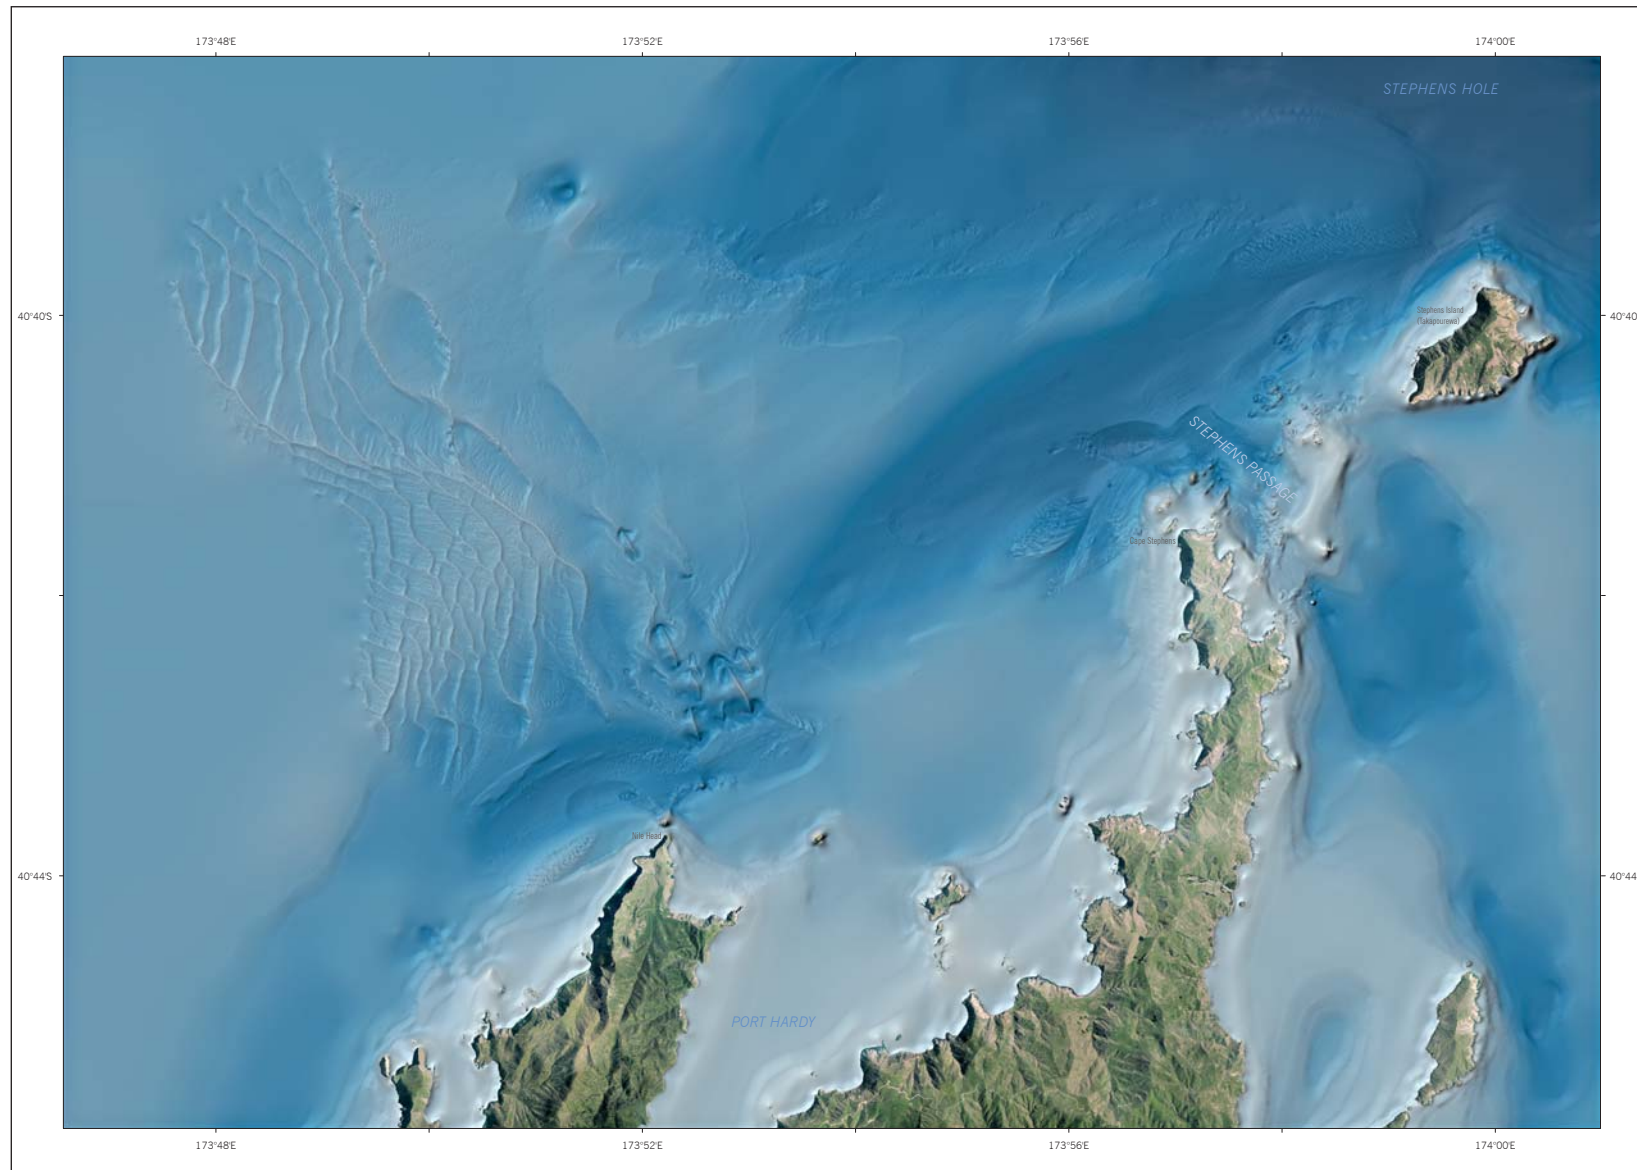 173°48'E 173°52'E 173°56'E 174°00'E
STEPHENS HOLE
40°40'S 40°40
Stephens Island
(Takapourewa)
STEPHENS PASSAGE
Cape Stephens
Nile Head
40°44'S 40°44
PORT HARDY
173°48'E 173°52'E 173°56'E 174°00'E